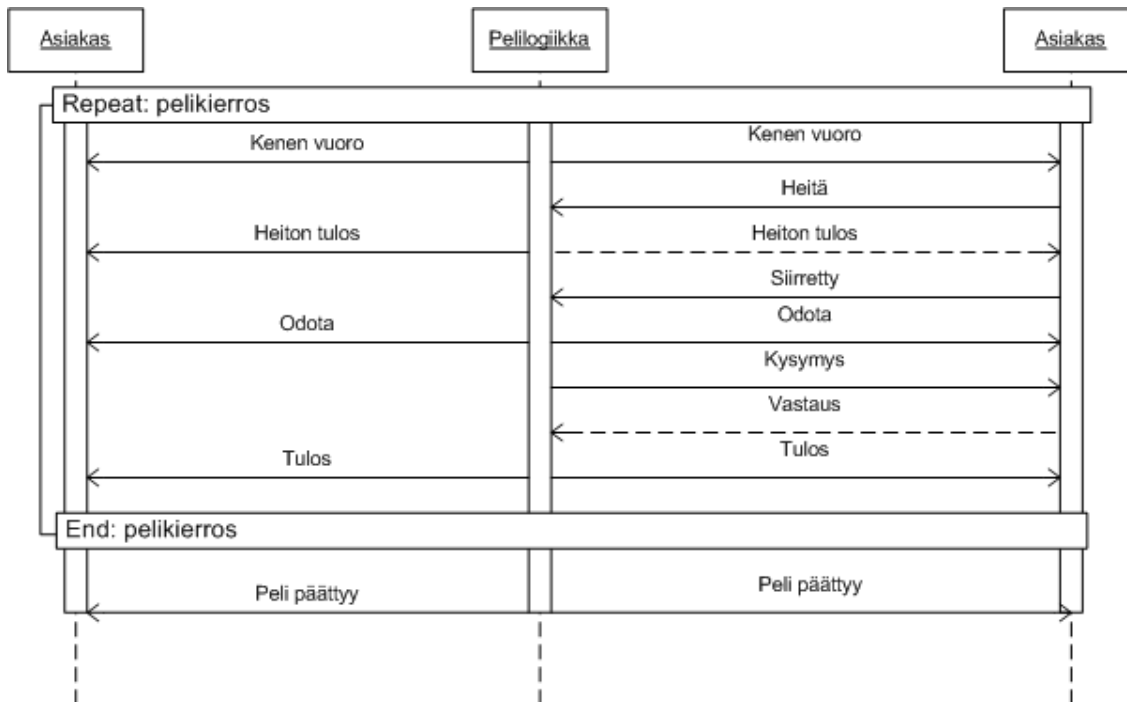 Asiakas
Pelilogiikka
Asiakas
Repeat: pelikierros
Kenen vuoro
Kenen vuoro
Heitä
Heiton tulos
Heiton tulos
Siirretty
Odota
Odota
Kysymys
Vastaus
Tulos
Tulos
End: pelikierros
Peli päättyy
Peli päättyy